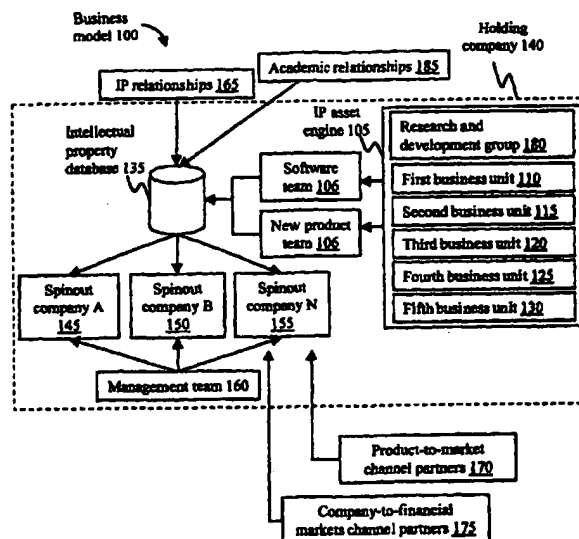 Business
model 100
Holding
company 140
IP relationships 165
Academic relationships 185
Intellectual
property
database 135
IP asset
engine 105
Software
team 106
New product
team 106
Research and
development group 180
First business unit 110
Second business unit 115
Third business unit 120
Fourth business unit 125
Fifth business unit 130
Spinout
company A
145
Spinout
company B
150
Spinout
company N
155
Management team 160
Product-to-market
channel partners 170
Company-to-financial
markets channel partners 175